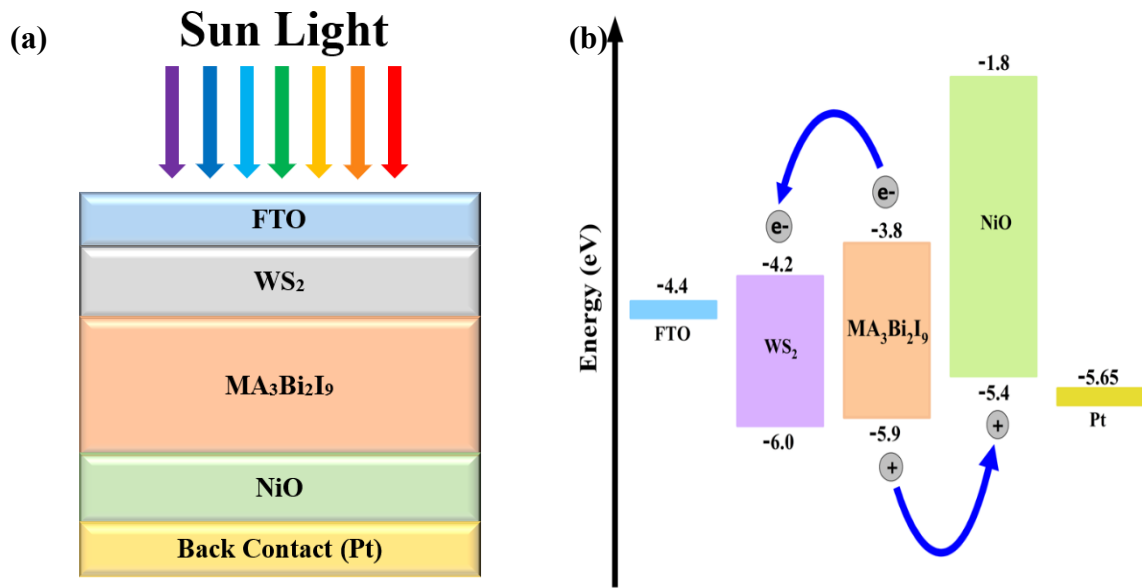 (a)
Sun Light
FTO
WS₂
MA₃Bi₂I₉
NiO
Back Contact (Pt)
(b)
Energy (eV)
-4.4
FTO
e-
-4.2
WS₂
-6.0
e-
-3.8
MA₃Bi₂I₉
-5.9
+
-1.8
NiO
-5.4
+
-5.65
Pt